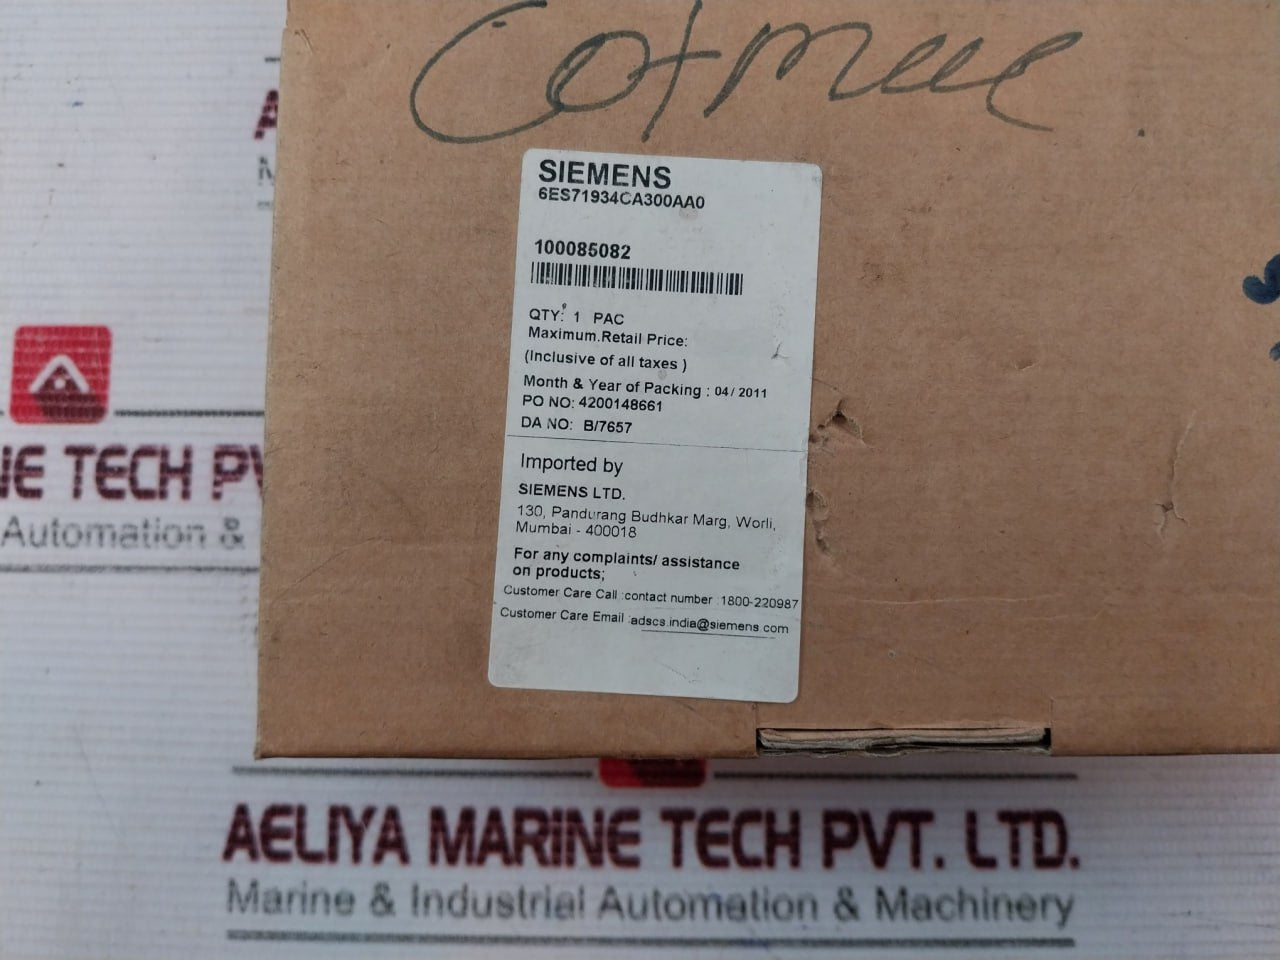 SIEMENS
6ES71934CA300AA0
100085082
QTY: 1 PAC
Maximum.Retail Price:
(Inclusive of all taxes )
Month & Year of Packing : 04/ 2011
PO NO: 4200148661
DA NO: B/7657
Imported by
SIEMENS LTD.
130, Pandurang Budhkar Marg, Worli,
Mumbai - 400018
For any complaints/ assistance
on products;
Customer Care Call :contact number :1800-220987
Customer Care Email :adscs.india@siemens.com
TECH
Automation &
AELIYA MARINE TECH PVT. LTD.
Marine & Industrial Automation & Machinery